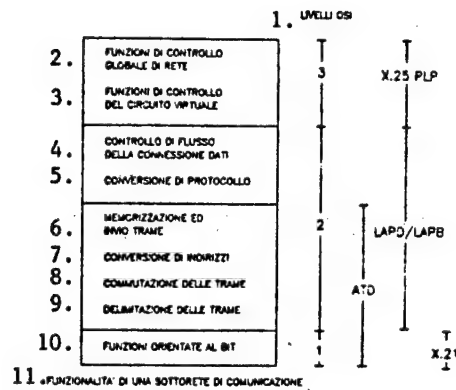 1. LIVELLI OSI
2. FUNZIONI DI CONTROLLO
GLOBALE DI RETE
3. FUNZIONI DI CONTROLLO
DEL CIRCUITO VIRTUALE
3
X.25 PLP
4. CONTROLLO DI FLUSSO
DELLA CONNESSIONE DATI
5. CONVERSIONE DI PROTOCOLLO
6. MEMORIZZAZIONE ED
INVIO TRAME
2
LAPD/LAPB
7. CONVERSIONE DI INDIRIZZI
8. COMMUTAZIONE DELLE TRAME
ATD
9. DELIMITAZIONE DELLE TRAME
10. FUNZIONI ORIENTATE AL BIT
1
X.21
11 FUNZIONALITA' DI UNA SOTTORETE DI COMUNICAZIONE